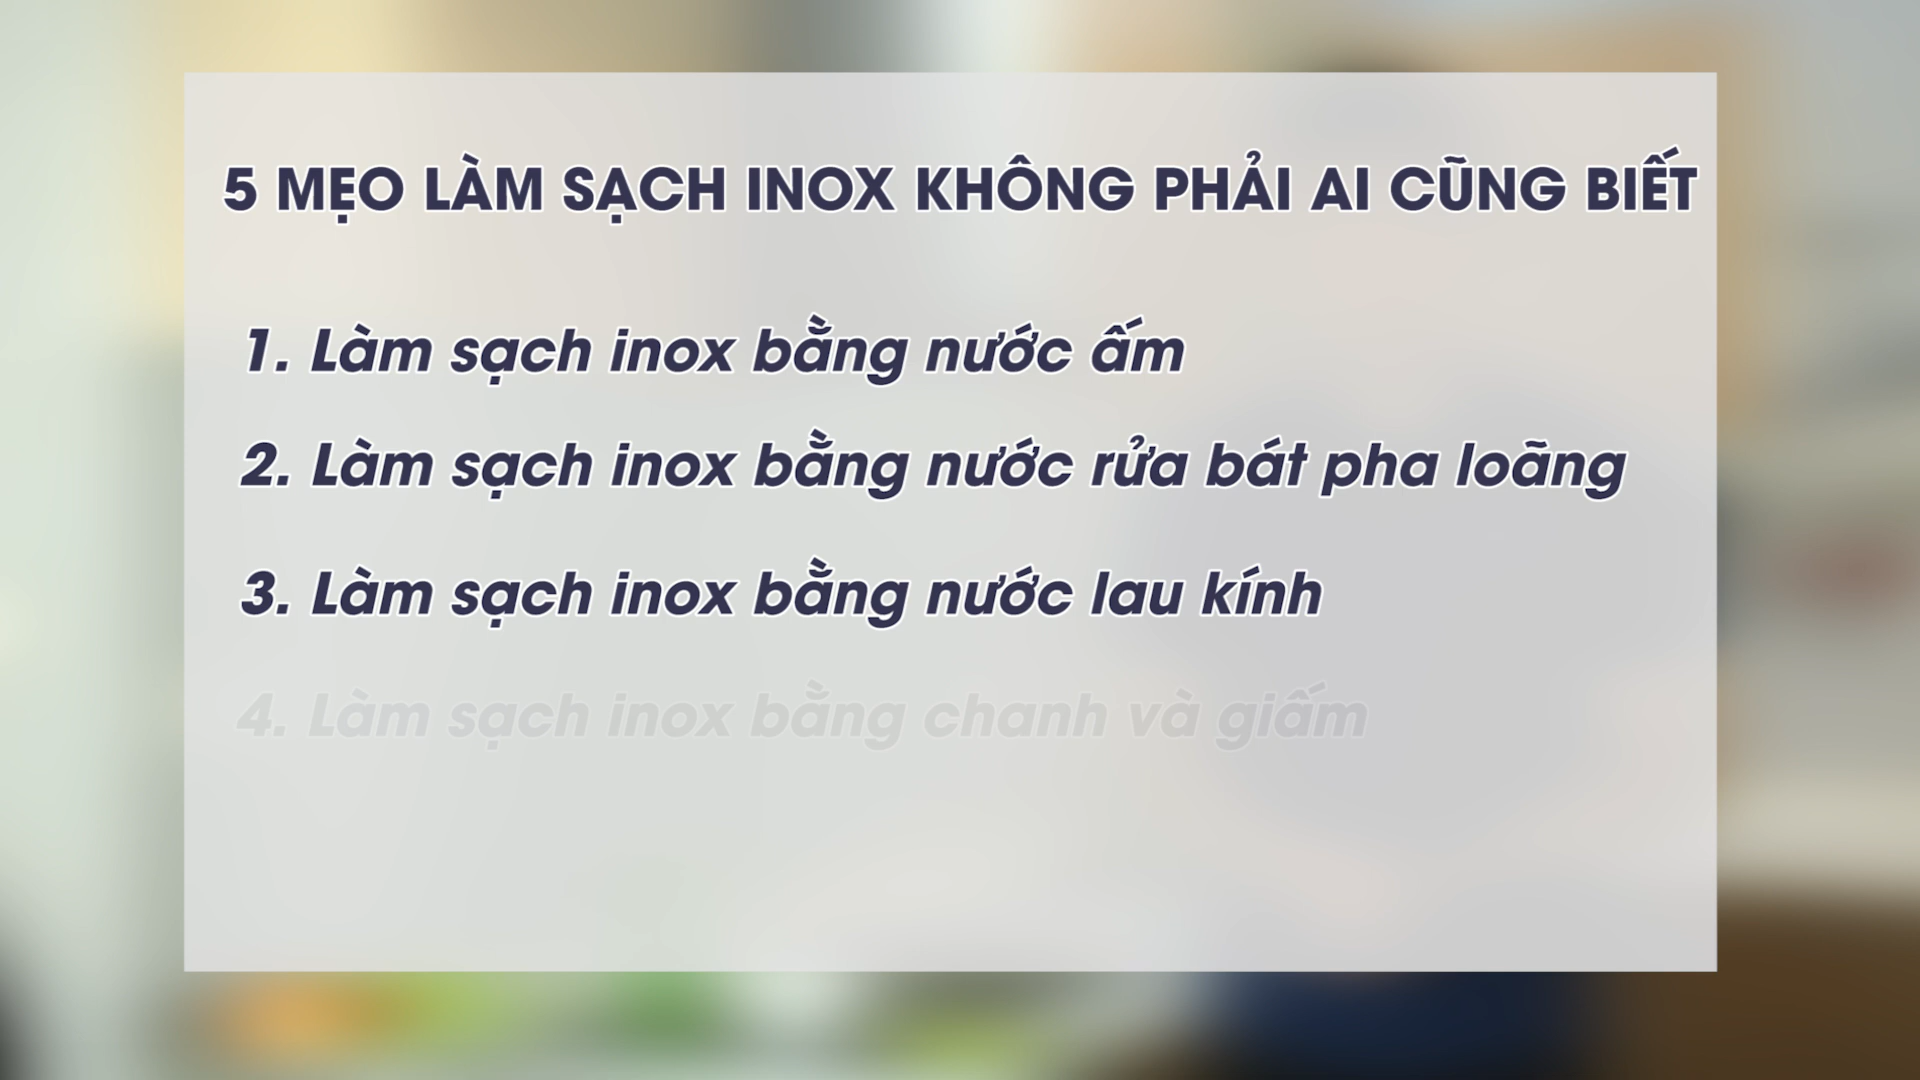 5 MẸO LÀM SẠCH INOX KHÔNG PHẢI AI CŨNG BIẾT
1. Làm sạch inox bằng nước ấm
2. Làm sạch inox bằng nước rửa bát pha loãng
3. Làm sạch inox bằng nước lau kính
4. Làm sạch inox bằng chanh và giấm